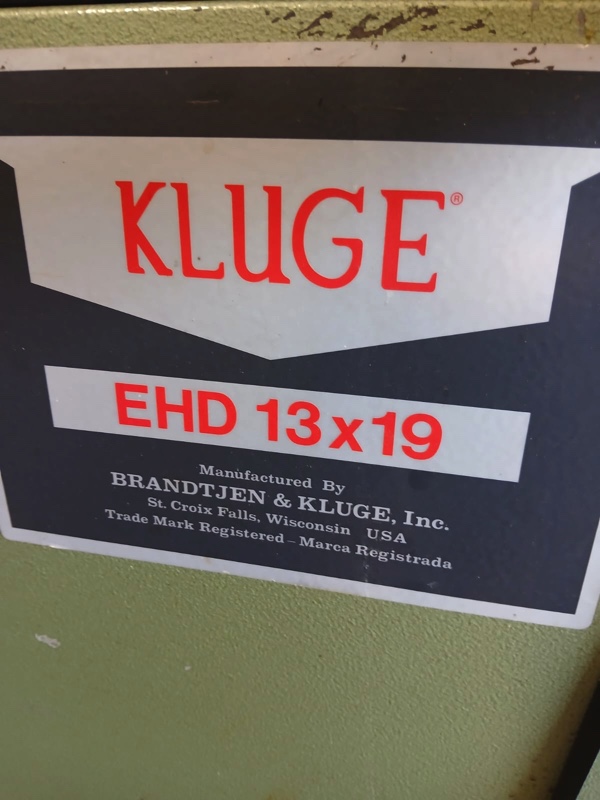 KLUGE®
EHD 13x19
Manufactured By
BRANDTJEN & KLUGE, Inc.
St. Croix Falls, Wisconsin USA
Trade Mark Registered – Marca Registrada